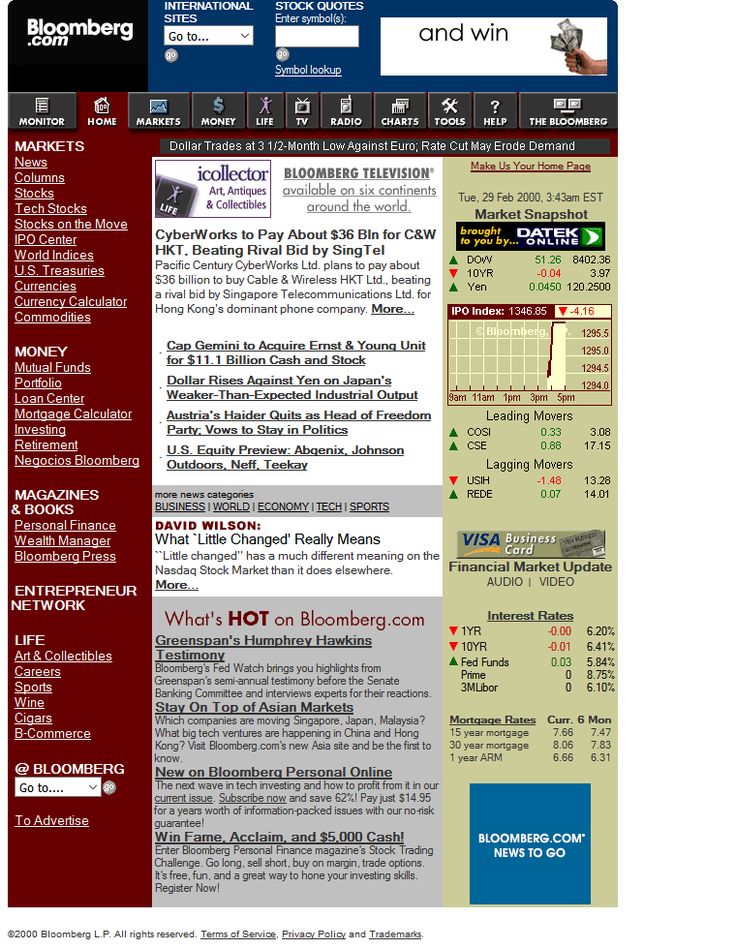 Bloomberg
.com
INTERNATIONAL
SITES
Go to...
go
STOCK QUOTES
Enter symbol(s):
go
Symbol lookup
and win
MONITOR
HOME
MARKETS
MONEY
LIFE
TV
RADIO
CHARTS
TOOLS
HELP
THE BLOOMBERG
Dollar Trades at 3 1/2-Month Low Against Euro; Rate Cut May Erode Demand
MARKETS
News
Columns
Stocks
Tech Stocks
Stocks on the Move
IPO Center
World Indices
U.S. Treasuries
Currencies
Currency Calculator
Commodities
MONEY
Mutual Funds
Portfolio
Loan Center
Mortgage Calculator
Investing
Retirement
Negocios Bloomberg
MAGAZINES
& BOOKS
Personal Finance
Wealth Manager
Bloomberg Press
ENTREPRENEUR
NETWORK
LIFE
Art & Collectibles
Careers
Sports
Wine
Cigars
B-Commerce
@ BLOOMBERG
Go to....
go
To Advertise
LIFE
icollector
Art, Antiques
& Collectibles
BLOOMBERG TELEVISION®
available on six continents
around the world.
CyberWorks to Pay About $36 Bln for C&W
HKT, Beating Rival Bid by SingTel
Pacific Century CyberWorks Ltd. plans to pay about
$36 billion to buy Cable & Wireless HKT Ltd., beating
a rival bid by Singapore Telecommunications Ltd. for
Hong Kong's dominant phone company. More...
Cap Gemini to Acquire Ernst & Young Unit
for $11.1 Billion Cash and Stock
Dollar Rises Against Yen on Japan's
Weaker-Than-Expected Industrial Output
Austria's Haider Quits as Head of Freedom
Party; Vows to Stay in Politics
U.S. Equity Preview: Abgenix, Johnson
Outdoors, Neff, Teekay
more news categories
BUSINESS | WORLD | ECONOMY | TECH | SPORTS
DAVID WILSON:
What `Little Changed' Really Means
``Little changed'' has a much different meaning on the
Nasdaq Stock Market than it does elsewhere.
More...
What's HOT on Bloomberg.com
Greenspan's Humphrey Hawkins
Testimony
Bloomberg's Fed Watch brings you highlights from
Greenspan's semi-annual testimony before the Senate
Banking Committee and interviews experts for their reactions.
Stay On Top of Asian Markets
Which companies are moving Singapore, Japan, Malaysia?
What big tech ventures are happening in China and Hong
Kong? Visit Bloomberg.com's new Asia site and be the first to
know.
New on Bloomberg Personal Online
The next wave in tech investing and how to profit from it in our
current issue. Subscribe now and save 62%! Pay just $14.95
for a years worth of information-packed issues with our no-risk
guarantee!
Win Fame, Acclaim, and $5,000 Cash!
Enter Bloomberg Personal Finance magazine's Stock Trading
Challenge. Go long, sell short, buy on margin, trade options.
It's free, fun, and a great way to hone your investing skills.
Register Now!
Make Us Your Home Page
Tue, 29 Feb 2000, 3:43am EST
Market Snapshot
brought
to you by...
DATEK
ONLINE
DOW 51.26 8402.36
10YR -0.04 3.97
Yen 0.0450 120.2500
IPO Index: 1346.85 -4.16
© Bloomberg, L.P.
1295.5
1295.0
1294.5
1294.0
9am 11am 1pm 3pm 5pm
Leading Movers
COSI 0.33 3.08
CSE 0.88 17.15
Lagging Movers
USIH -1.48 13.28
REDE 0.07 14.01
VISA Business
Card
Financial Market Update
AUDIO | VIDEO
Interest Rates
1YR -0.00 6.20%
10YR -0.01 6.41%
Fed Funds 0.03 5.84%
Prime 0 8.75%
3MLibor 0 6.10%
Mortgage Rates Curr. 6 Mon
15 year mortgage 7.66 7.47
30 year mortgage 8.06 7.83
1 year ARM 6.66 6.31
BLOOMBERG.COM®
NEWS TO GO
©2000 Bloomberg L.P. All rights reserved. Terms of Service, Privacy Policy and Trademarks.